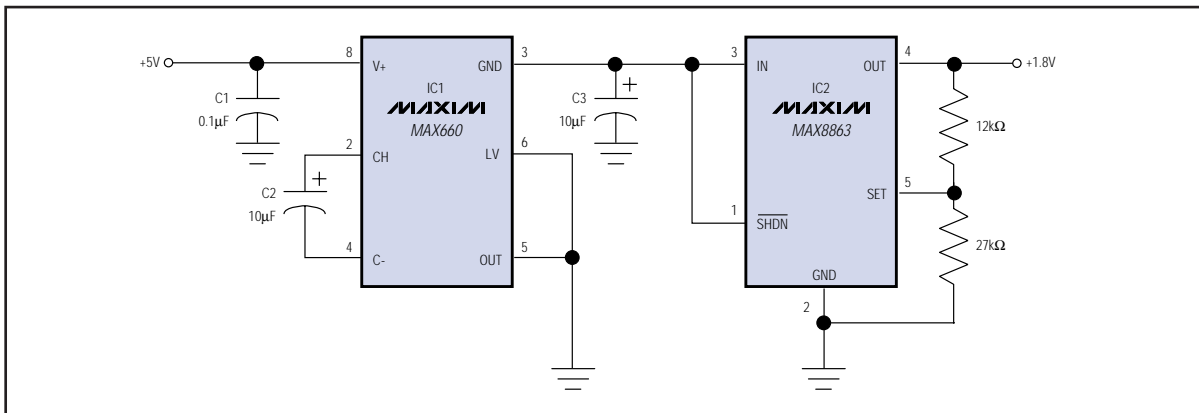 +5V
C1
0.1µF
8
V+
GND
3
IC1
MAXIM
MAX660
2
CH
LV
6
C2
10µF
+
4
C-
OUT
5
C3
10µF
+
3
IN
OUT
4
+1.8V
IC2
MAXIM
MAX8863
12kΩ
SET
5
1
SHDN
27kΩ
GND
2